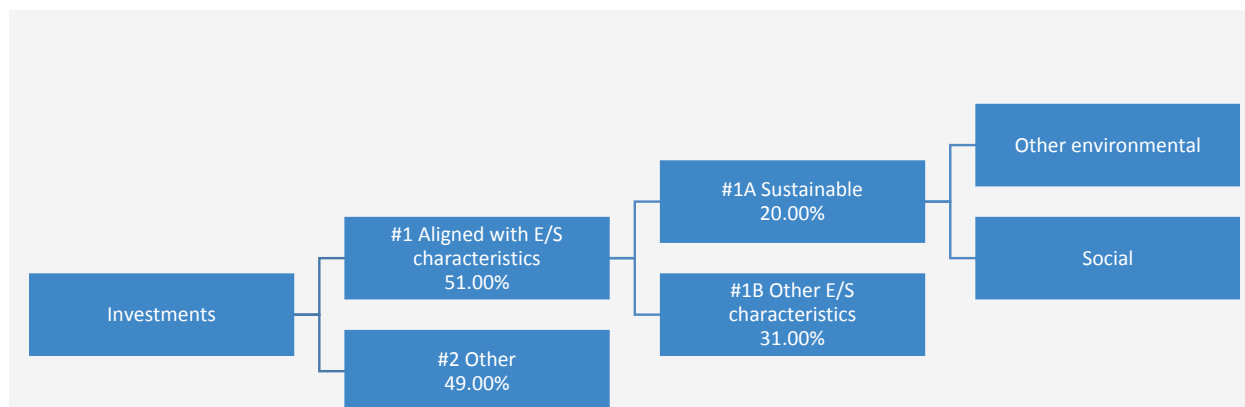 Investments
#1 Aligned with E/S
characteristics
51.00%
#2 Other
49.00%
#1A Sustainable
20.00%
#1B Other E/S
characteristics
31.00%
Other environmental
Social